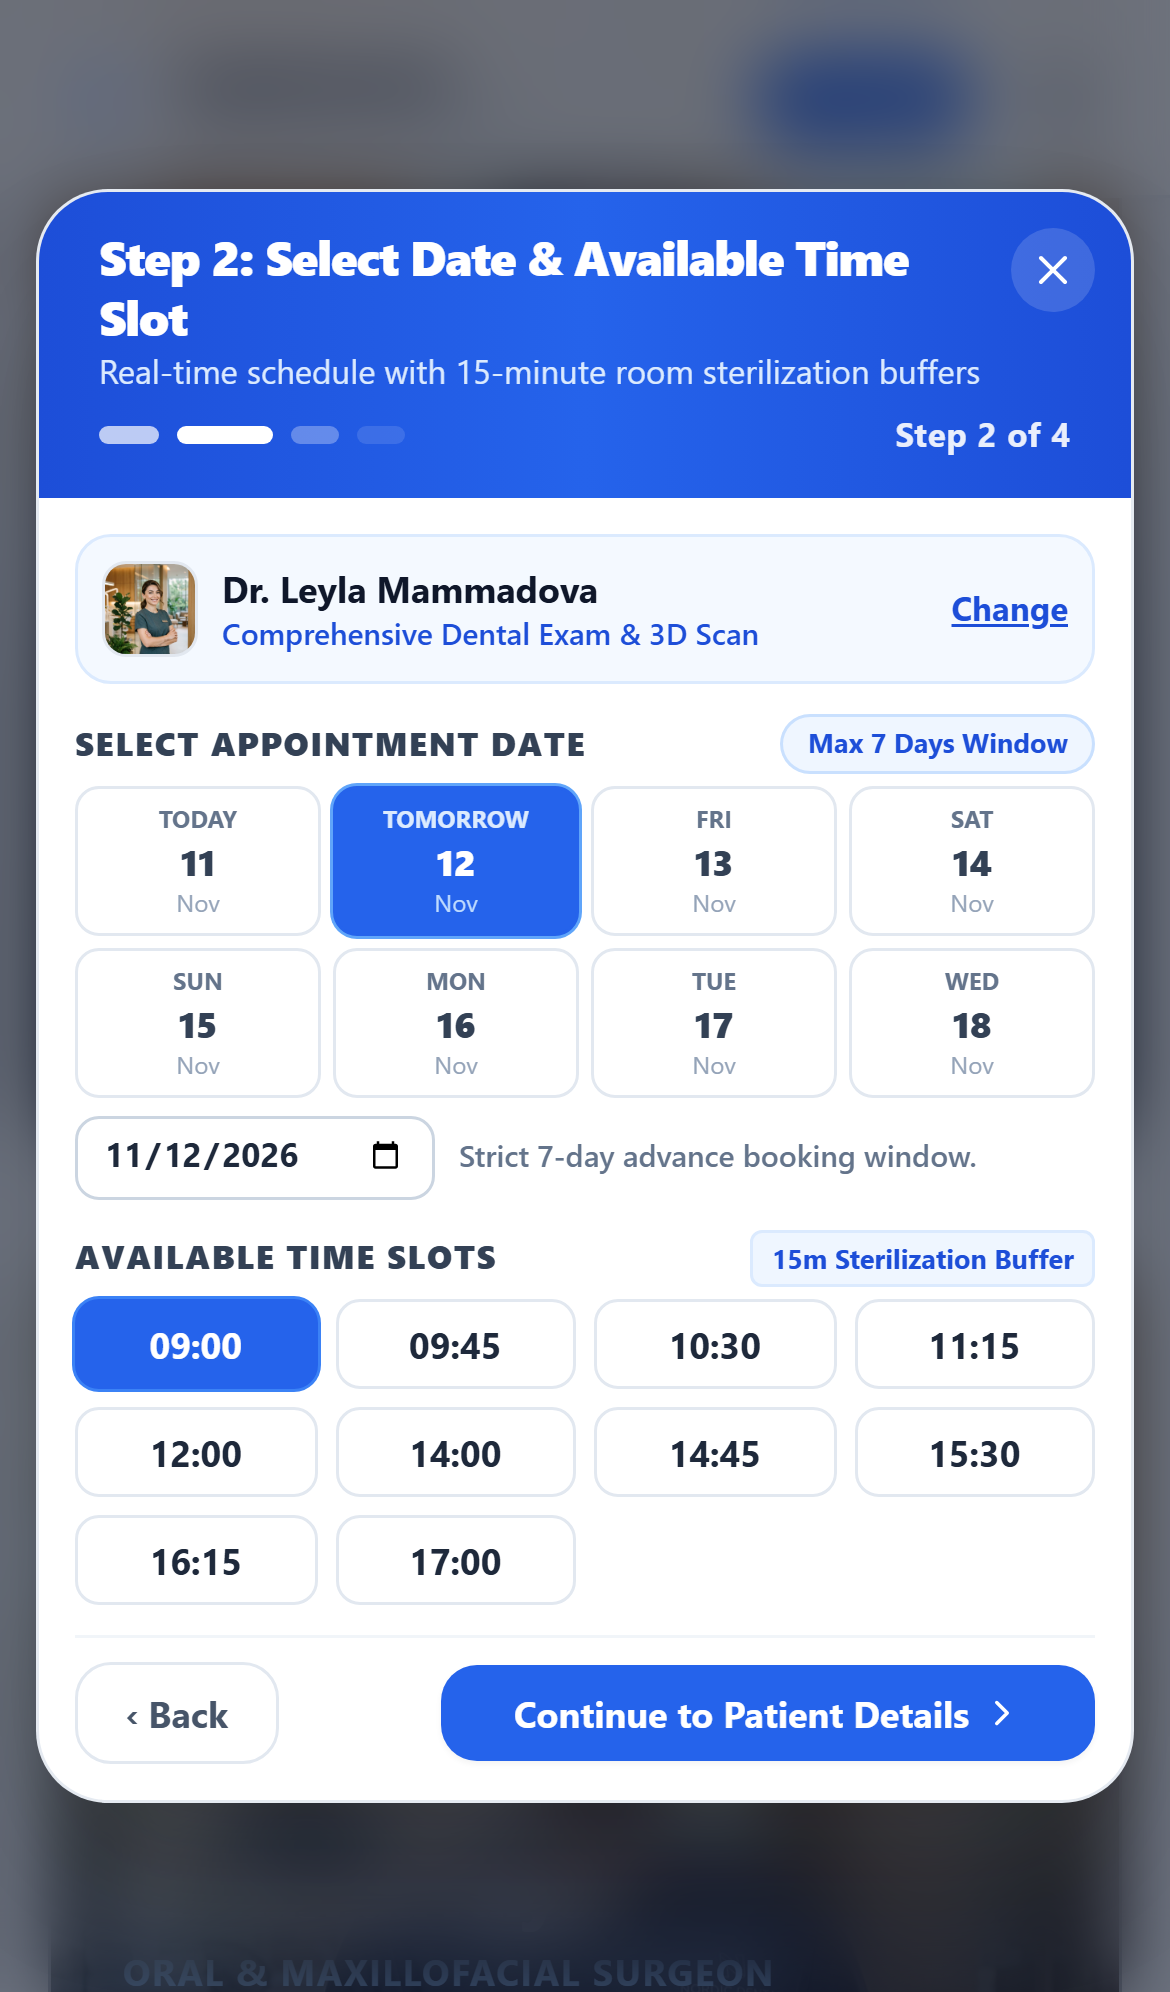 Step 2: Select Date & Available Time
Slot
Real-time schedule with 15-minute room sterilization buffers
Step 2 of 4
Dr. Leyla Mammadova
Comprehensive Dental Exam & 3D Scan
Change
SELECT APPOINTMENT DATE
Max 7 Days Window
TODAY
11
Nov
TOMORROW
12
Nov
FRI
13
Nov
SAT
14
Nov
SUN
15
Nov
MON
16
Nov
TUE
17
Nov
WED
18
Nov
11/12/2026
Strict 7-day advance booking window.
AVAILABLE TIME SLOTS
15m Sterilization Buffer
09:00
09:45
10:30
11:15
12:00
14:00
14:45
15:30
16:15
17:00
‹ Back
Continue to Patient Details
ORAL & MAXILLOFACIAL SURGEON